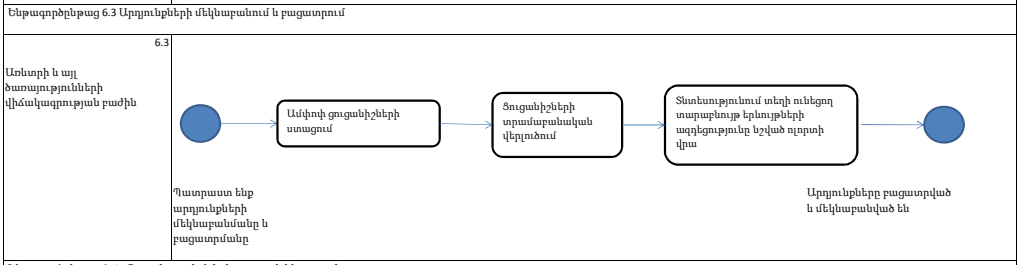 Ենթագործընթաց 6.3 Արդյունքների մեկնաբանում և բացատրում
6.3
Առևտրի և այլ
ծառայությունների
վիճակագրության բաժին
Ամփոփ ցուցանիշների
ստացում
Ցուցանիշների
տրամաբանական
վերլուծում
Տնտեսությունում տեղի ունեցող
տարաբնույթ երևույթների
ազդեցությունը նշված ոլորտի
վրա
Պատրաստ ենք
արդյունքների
մեկնաբանմանը և
բացատրմանը
Արդյունքները բացատրված
և մեկնաբանված են